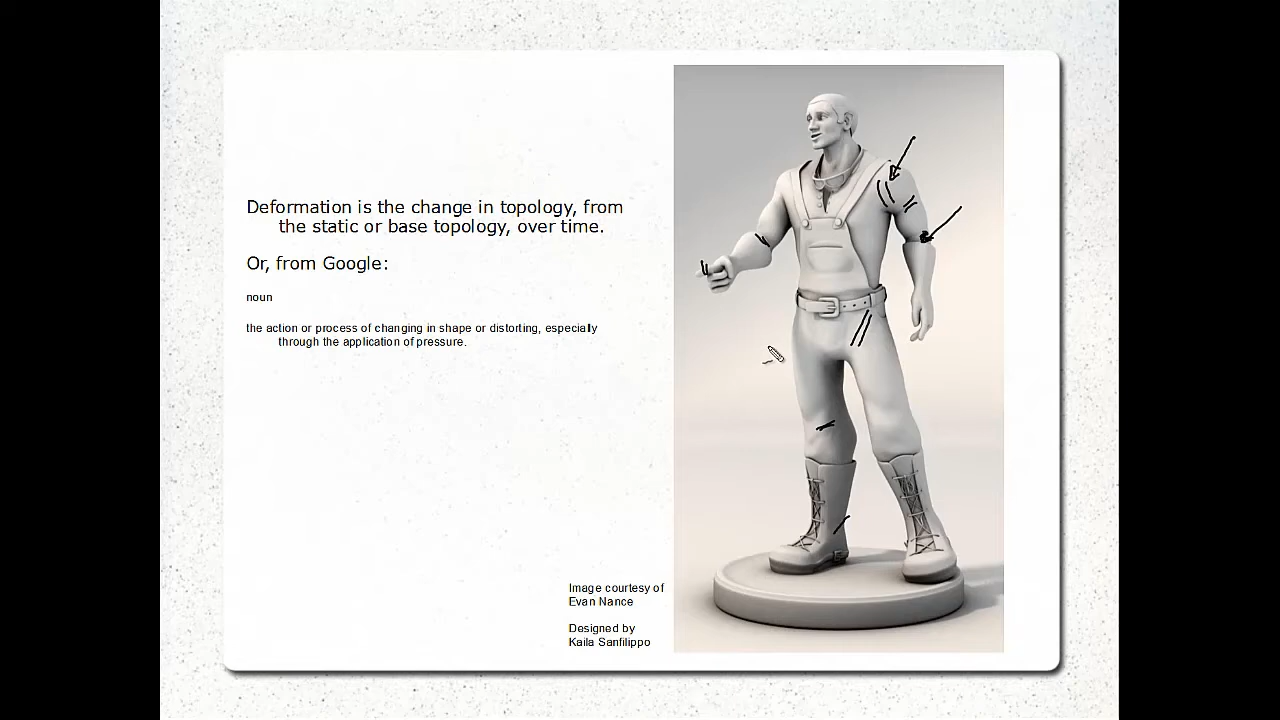 Deformation is the change in topology, from
the static or base topology, over time.
Or, from Google:
noun
the action or process of changing in shape or distorting, especially
through the application of pressure.
Image courtesy of
Evan Nance
Designed by
Kaila Sanfilippo